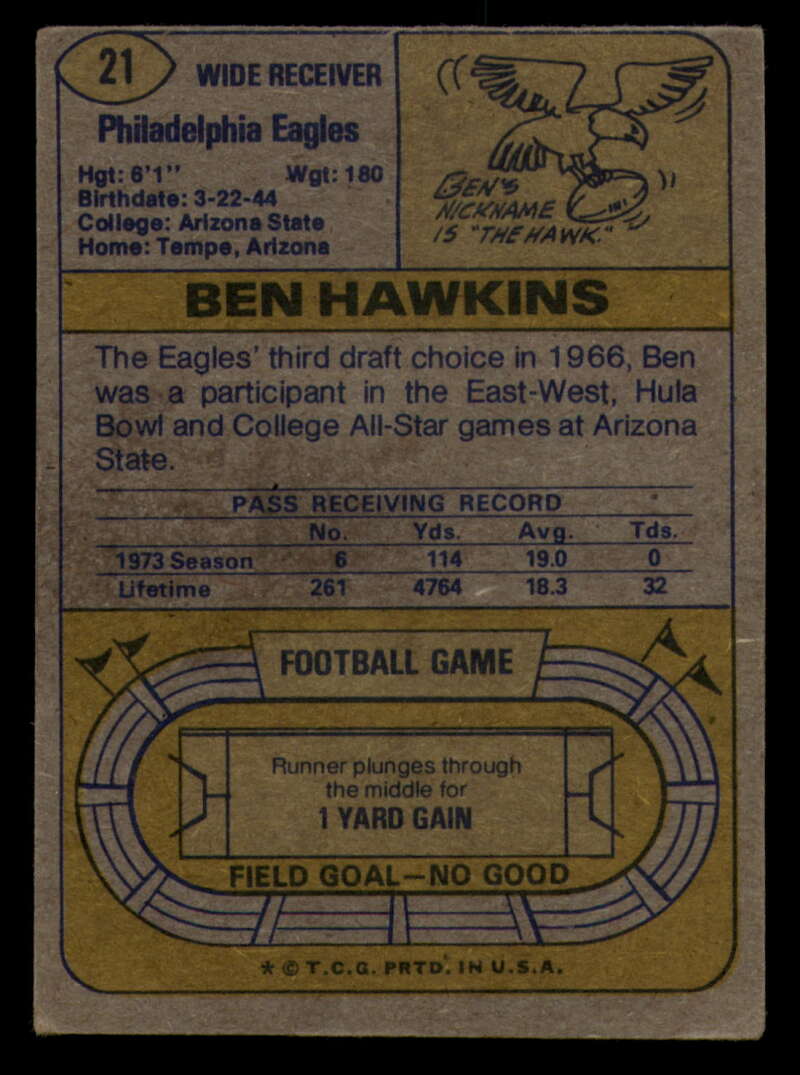 21
WIDE RECEIVER
Philadelphia Eagles
Hgt: 6'1'' Wgt: 180
Birthdate: 3-22-44
College: Arizona State
Home: Tempe, Arizona
BEN'S
NICKNAME
IS "THE HAWK."
BEN HAWKINS
The Eagles' third draft choice in 1966, Ben
was a participant in the East-West, Hula
Bowl and College All-Star games at Arizona
State.
PASS RECEIVING RECORD
No. Yds. Avg. Tds.
1973 Season 6 114 19.0 0
Lifetime 261 4764 18.3 32
FOOTBALL GAME
Runner plunges through
the middle for
1 YARD GAIN
FIELD GOAL—NO GOOD
* © T.C.G. PRTD. IN U.S.A.